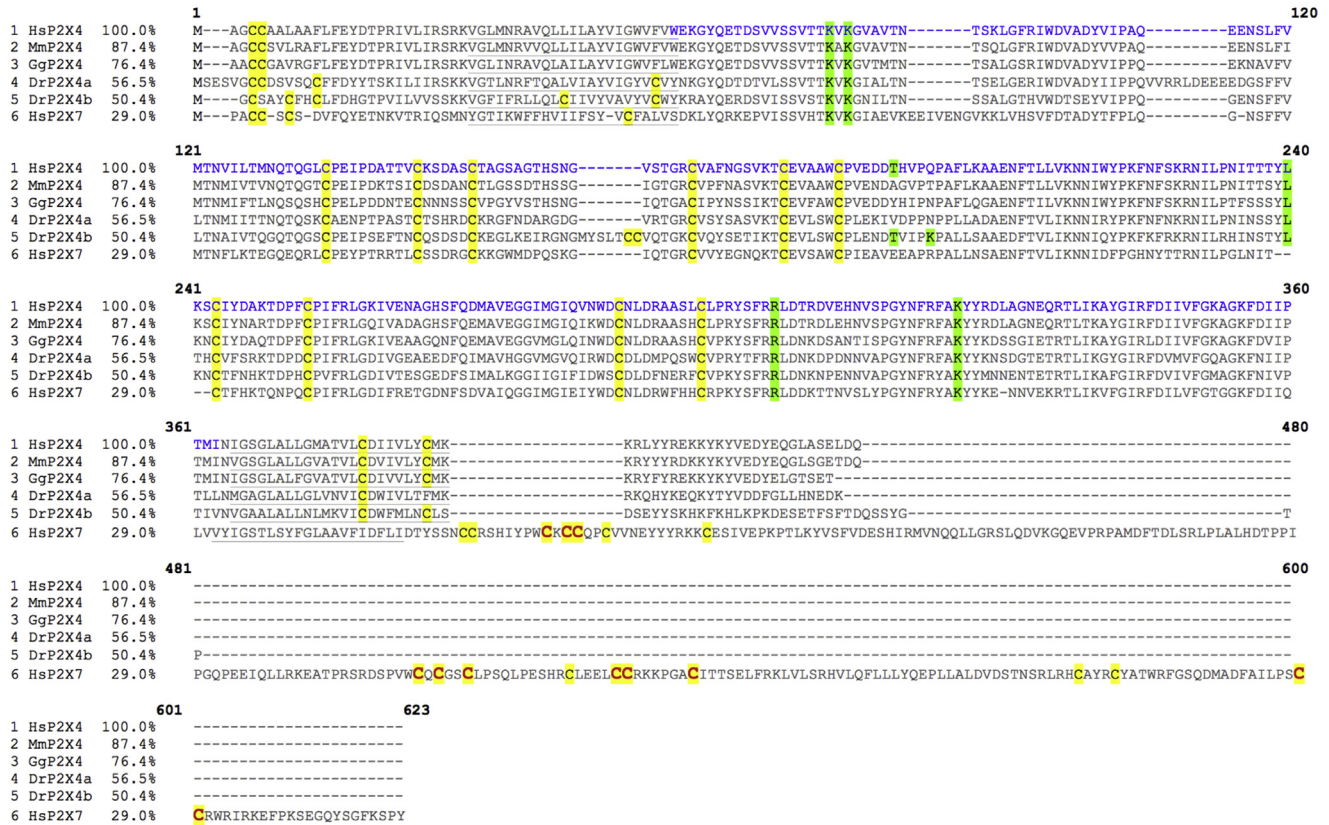 1 120
1 HsP2X4 100.0% M---AGCCAALAAFLFEYDTPRIVLIRSRKVGLMNRAVQLLILAYVIGWVFVWEKGYQETDSVVSSVTTKVKGVAVTN-------TSKLGFRIWDVADYVIPAQ---------EENSLFV
2 MmP2X4 87.4% M---AGCCSVLRAFLFEYDTPRIVLIRSRKVGLMNRVVQLLILAYVIGWVFVWEKGYQETDSVVSSVTTKAKGVAVTN-------TSQLGFRIWDVADYVIPAQ---------EENSLFI
3 GgP2X4 76.4% M---AACCGAVRGFLFEYDTPRIVLIRSRKVGLINRAVQLAILAYVIGWVFLWEKGYQETDSVVSSVTTKVKGVTMTN-------TSALGSRIWDVADYVIPPQ---------EKNAVFV
4 DrP2X4a 56.5% MSESVGCCDSVSQCFFDYYTSKILIIRSKKVGTLNRFTQALVIAYVIGYVCVYNKGYQDTDTVLSSVTTKVKGIALTN-------TSELGERIWDVADYIIPPQVVRRLDEEEEDGSFFV
5 DrP2X4b 50.4% M---GCSAYCFHCLFDHGTPVILVVSSKKVGFIFRLLQLCIIVYVAVYVCWYKRAYQERDSVISSVTTKVKGNILTN-------SSALGTHVWDTSEYVIPPQ---------GENSFFV
6 HsP2X7 29.0% M---PACCSCS-DVFQYETNKVTRIQSMNYGTIKWFFHVIIFSY-VCFALVSDKLYQRKEPVISSVHTKVKGIAEVKEEIVENGVKKLVHSVFDTADYTFPLQ---------G-NSFFV
121 240
1 HsP2X4 100.0% MTNVILTMNQTQGLCPEIPDATTVCKSDASCTAGSAGTHSNG-------VSTGRCVAFNGSVKTCEVAAWCPVEDDTHVPQPAFLKAAENFTLLVKNNIWYPKFNFSKRNILPNITTTYL
2 MmP2X4 87.4% MTNMIVTVNQTQGTCPEIPDKTSICDSDANCTLGSSDTHSSG-------IGTGRCVPFNASVKTCEVAAWCPVENDAGVPTPAFLKAAENFTLLVKNNIWYPKFNFSKRNILPNITTSYL
3 GgP2X4 76.4% MTNMIFTLNQSQSHCPELPDDNTECNNNSSCVPGYVSTHSNG-------IQTGACIPYNSSIKTCEVFAWCPVEDDYHIPNPAFLKGAENFTLLVKNNIWYPKFNFSKRNILPTFSSSYL
4 DrP2X4a 56.5% LTNMIITTNQTQSKCAENPTPASTCTSHRDCKRGFNDARGDG-------VRTGRCVSYSASVKTCEVLSWCPLEKIVDPPNPPLLADAENFTVLIKNNIRYPKFNFNKRNILPNINSSYL
5 DrP2X4b 50.4% LTNAIVTQGQTQGSCPEIPSEFTNCQSDSDCKEGLKEIRGNGMYSLTCCVQTGKCVQYSETIKTCEVLSWCPLENDTVIPKPALLSAAEDFTVLIKNNIQYPKFKFRKRNILRHINSTYL
6 HsP2X7 29.0% MTNFLKTEGQEQRLCPEYPTRRTLCSSDRGCKKGWMDPQSKG-------IQTGRCVVYEGNQKTCEVSAWCPIEAVEEAPRPALLNSAENFTVLIKNNIDFPGHNYTTRNILPGLNIT--
241 360
1 HsP2X4 100.0% KSCIYDAKTDPFCPIFRLGKIVENAGHSFQDMAVEGGIMGIQVNWDCNLDRAASLCLPRYSFRRLDTRDVEHNVSPGYNFRFAKYYRDLAGNEQRTLIKAYGIRFDIIVFGKAGKFDIIP
2 MmP2X4 87.4% KSCIYNARTDPFCPIFRLGQIVADAGHSFQEMAVEGGIMGIQIKWDCNLDRAASHCLPRYSFRRLDTRDLEHNVSPGYNFRFAKYYRDLAGNEQRTLTKAYGIRFDIIVFGKAGKFDIIP
3 GgP2X4 76.4% KNCIYDAQTDPFCPIFRLGKIVEAAGQNFQEMAVEGGVMGLQINWDCNLDRAASHCVPRYSFRRLDNKDSANTISPGYNFRFAKYYKDSSGIETRTLIKAYGIRLDIIVFGKAGKFDVIP
4 DrP2X4a 56.5% THCVFSRKTDPDCPIFRLGDIVGEAEEDFQIMAVHGGVMGVQIRWDCDLDMPQSWCVPRYTFRRLDNKDPDNNVAPGYNFRFAKYYKNSDGTETRTLIKGYGIRFDVMVFGQAGKFNIIP
5 DrP2X4b 50.4% KNCTFNHKTDPFCPVFRLGDIVTESGEDFSIMALKGGIIGIFIDWSCDLDFNERFCVPKYSFRRLDNKNPENNVSPGYNFRYAKYYMNNENTETRTLIKAFGIRFDVIVFGMAGKFNIVP
6 HsP2X7 29.0% --CTFHKTQNPQCPIFRLGDIFRETGDNFSDVAIQGGIMGIEIYWDCNLDRWFHHCRPKYSFRRLDDKTTNVSLYPGYNFRYAKYYKE-NNVEKRTLIKVFGIRFDILVFGTGGKFDIIQ
361 480
1 HsP2X4 100.0% TMINIGSGLALLGMATVLCDIIVLYCMK-------------------KRLYYREKKYKYVEDYEQGLASELDQ-----------------------------------------------
2 MmP2X4 87.4% TMINVGSGLALLGVATVLCDVIVLYCMK-------------------KRYYYRDKKYKYVEDYEQGLSGETDQ-----------------------------------------------
3 GgP2X4 76.4% TMINIGSGLALFGVATVLCDIVVLYCMK-------------------KRYFYREKKYKYVEDYELGTSET--------------------------------------------------
4 DrP2X4a 56.5% TLLNMGAGLALLGLVNVICDWIVLTFMK-------------------RKQHYKEQKYTYVDDFGLLHNEDK-------------------------------------------------
5 DrP2X4b 50.4% TIVNVGAALALLNLMKVICDWFMLNCLS-------------------DSEYYSKHKFKHLKPKDESETFSFTDQSSYG------------------------------------------
6 HsP2X7 29.0% LVVYIGSTLSYFGLAAVFIDFLIDTYSSNCCRSHIYPWCKCCQPCVVNEYYYRKKCESIVEPKPTLKYVSFVDESHIRMVNQQLLGRSLQDVKGQEVPRPAMDFTDLSRLPLALHDTPPI
481 600
1 HsP2X4 100.0% ------------------------------------------------------------------------------------------------------------------------
2 MmP2X4 87.4% ------------------------------------------------------------------------------------------------------------------------
3 GgP2X4 76.4% ------------------------------------------------------------------------------------------------------------------------
4 DrP2X4a 56.5% ------------------------------------------------------------------------------------------------------------------------
5 DrP2X4b 50.4% P-----------------------------------------------------------------------------------------------------------------------
6 HsP2X7 29.0% PGQPEEIQLLRKEATPRSRDSPVWCQCGSCLPSQLPESHRCLEELCCRKKPGACITTSELFRKLVLSRHVLQFLLLYQEPLLALDVDSTNSRLRHCAYRCYATWRFGSQDMADFAILPSC
601 623
1 HsP2X4 100.0% -----------------------
2 MmP2X4 87.4% -----------------------
3 GgP2X4 76.4% -----------------------
4 DrP2X4a 56.5% -----------------------
5 DrP2X4b 50.4% -----------------------
6 HsP2X7 29.0% CRWRIRKEFPKSEGQYSGFKSPY